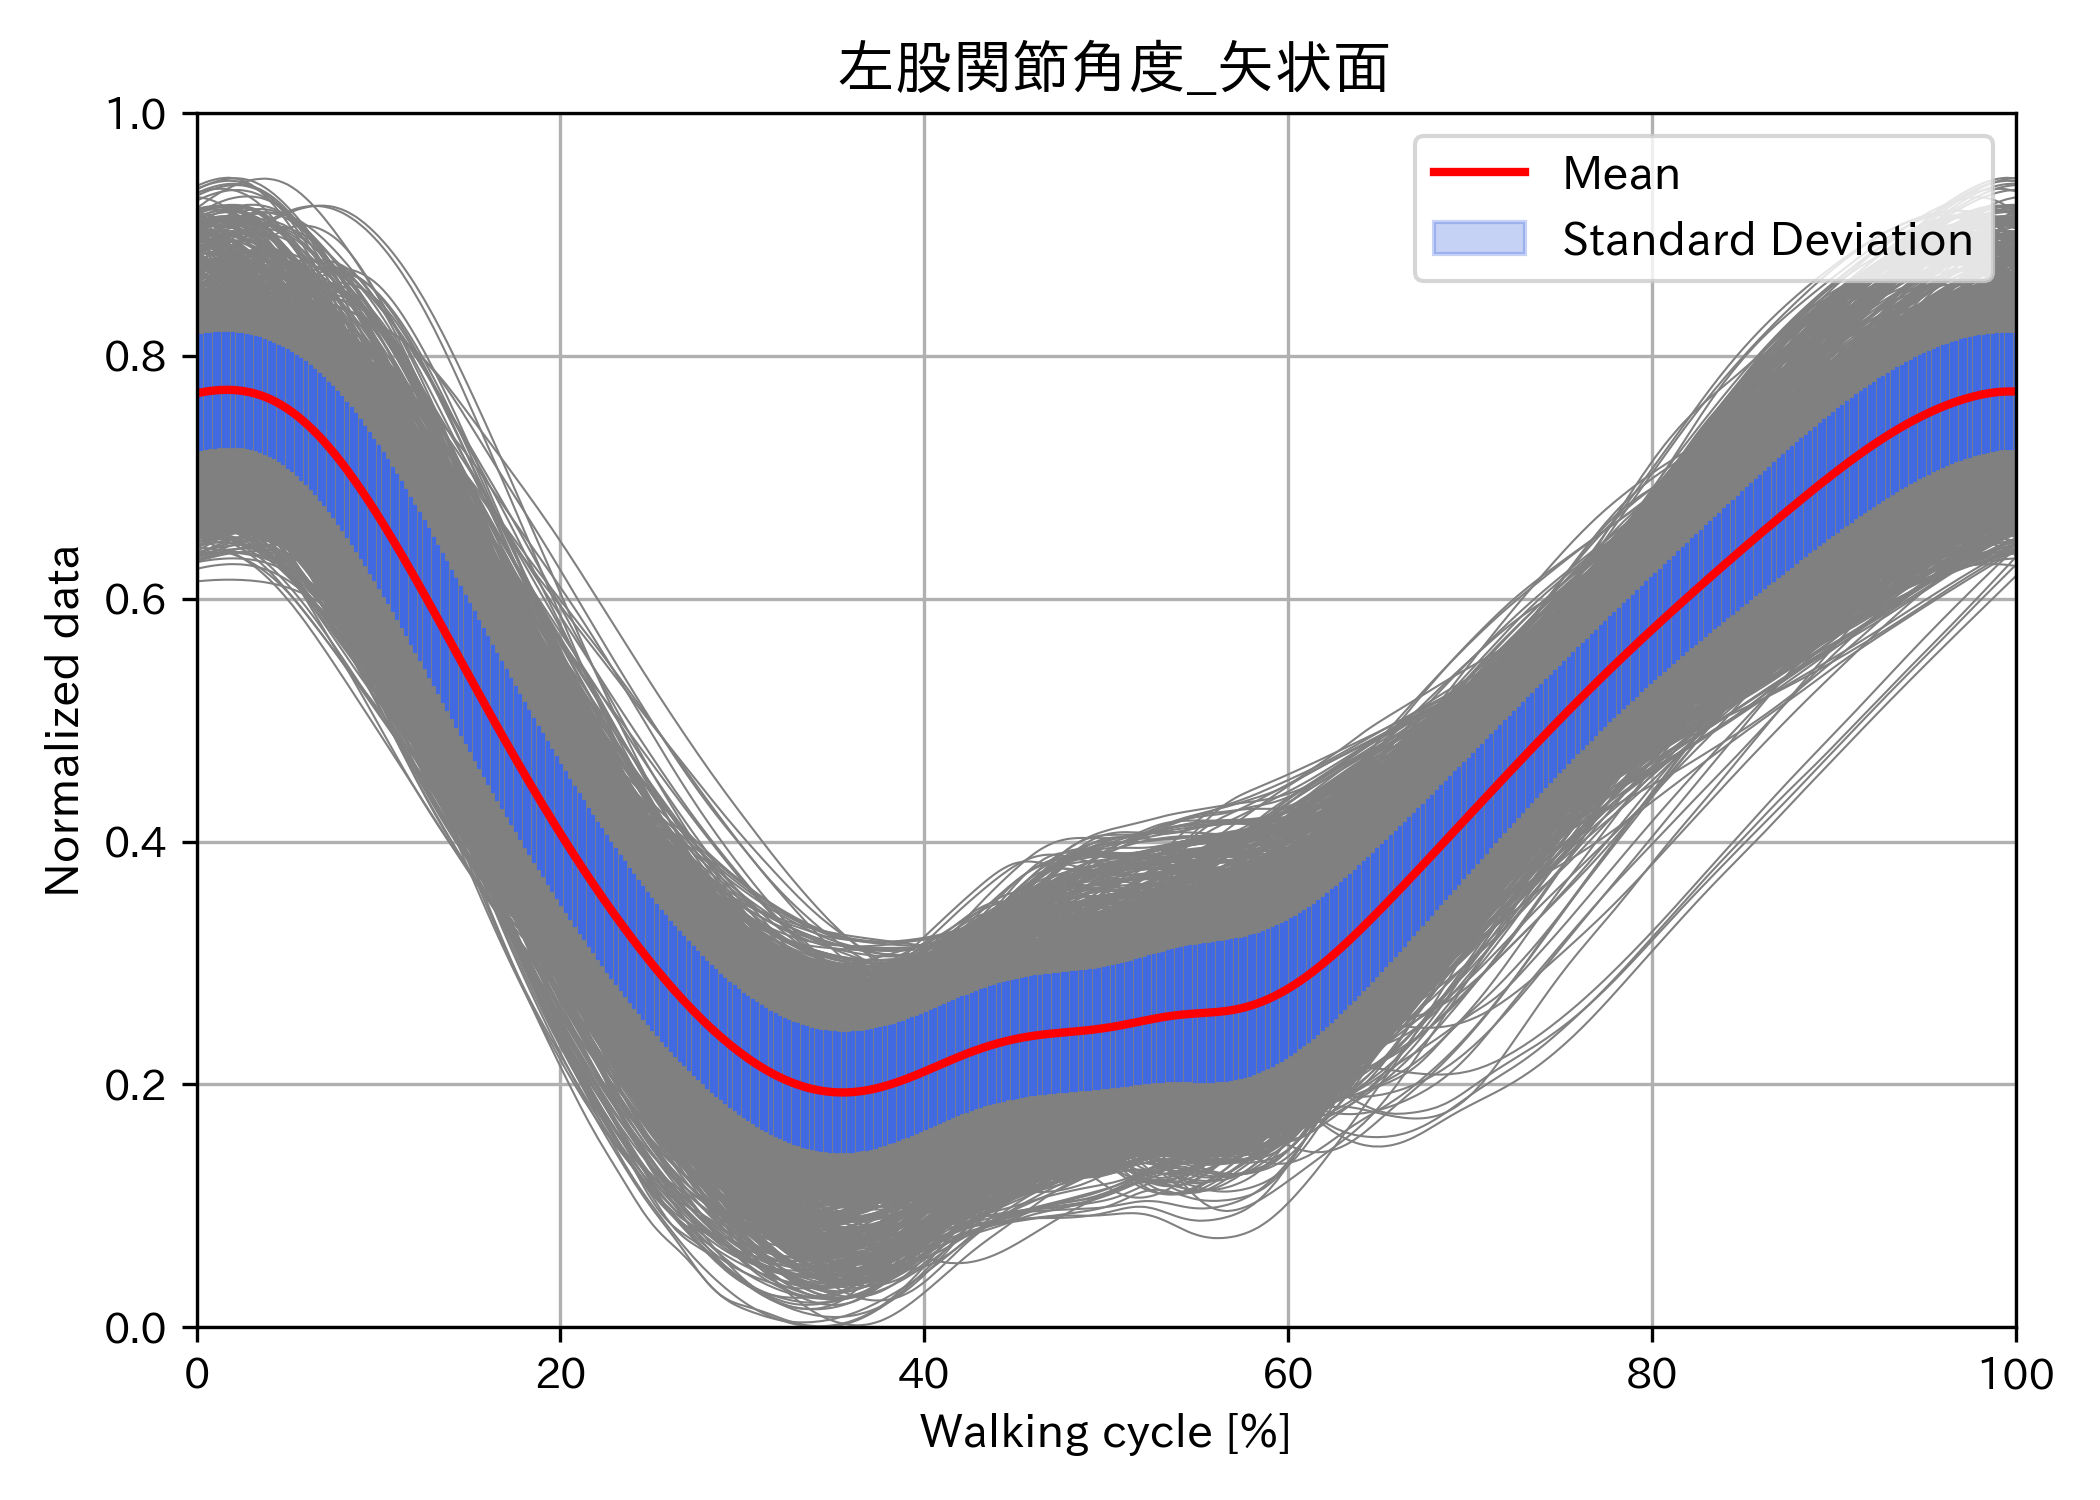 左股関節角度_矢状面
1.0
0.8
0.6
0.4
0.2
0.0
Normalized data
Mean
Standard Deviation
0 20 40 60 80 100
Walking cycle [%]